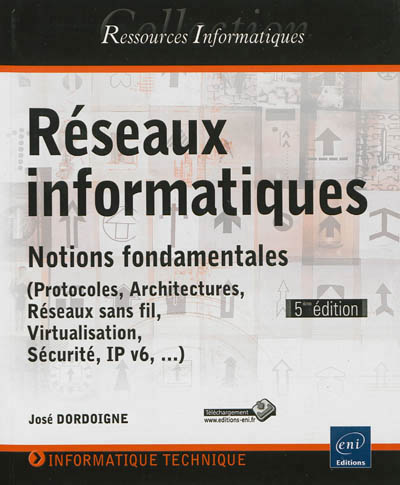 Collection
Ressources Informatiques
Réseaux
informatiques
Notions fondamentales
(Protocoles, Architectures,
Réseaux sans fil,
Virtualisation,
Sécurité, IP v6, ...)
5ème édition
José DORDOIGNE
Téléchargement
www.editions-eni.fr
eni
Editions
INFORMATIQUE TECHNIQUE